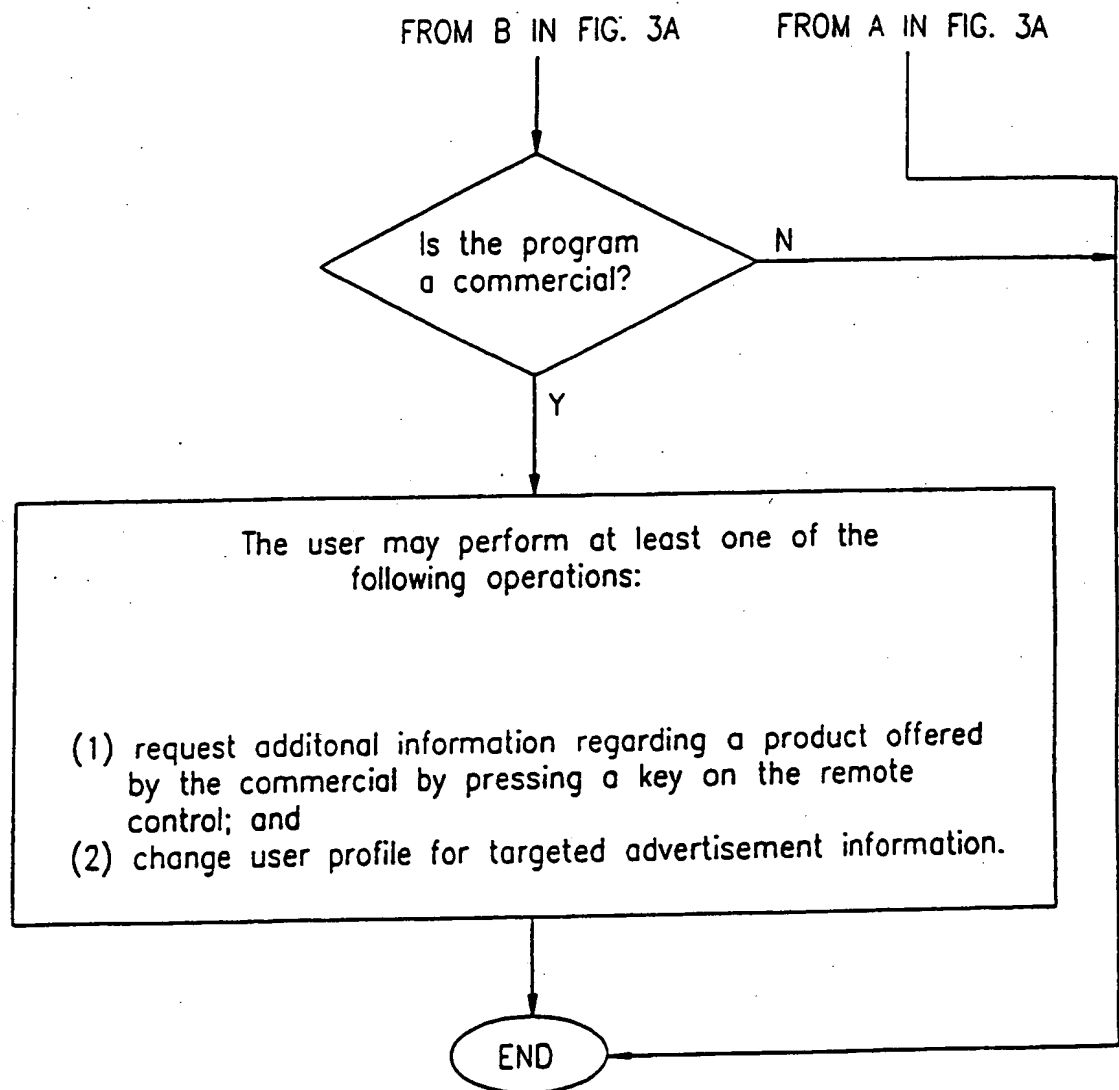 FROM B IN FIG. 3A
FROM A IN FIG. 3A
Is the program
a commercial?
N
Y
The user may perform at least one of the
following operations:
(1) request additonal information regarding a product offered
by the commercial by pressing a key on the remote
control; and
(2) change user profile for targeted advertisement information.
END